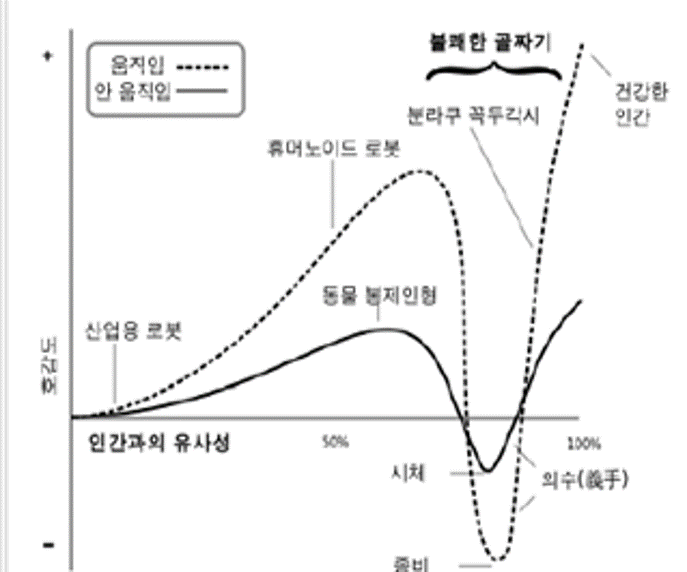 +
불쾌한 골짜기
움직임
안 움직임
건강한
인간
분라쿠 꼭두각시
휴머노이드 로봇
동물 봉제인형
산업용 로봇
호감도
인간과의 유사성
50%
100%
시체
의수(義手)
-
좀비